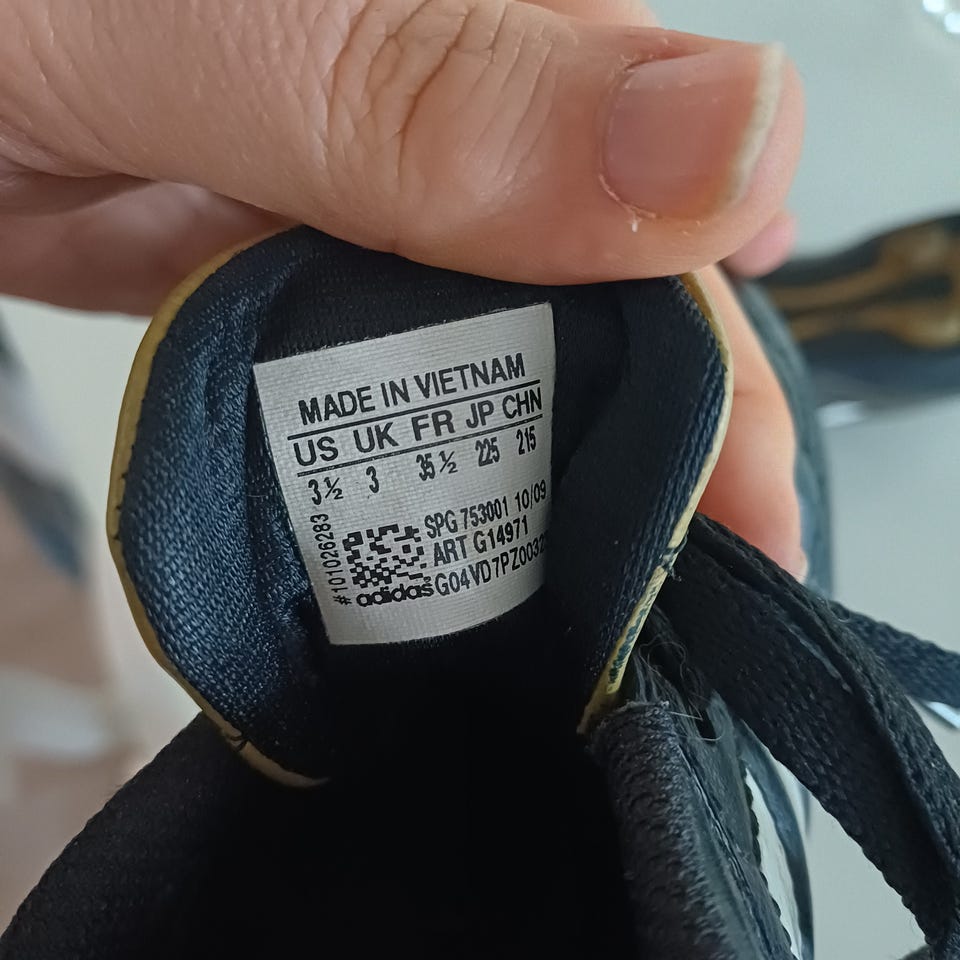 MADE IN VIETNAM
US UK FR JP CHN
3½ 3 35½ 225 215
#101026283
SPG 753001 10/09
ART G14971
adidas